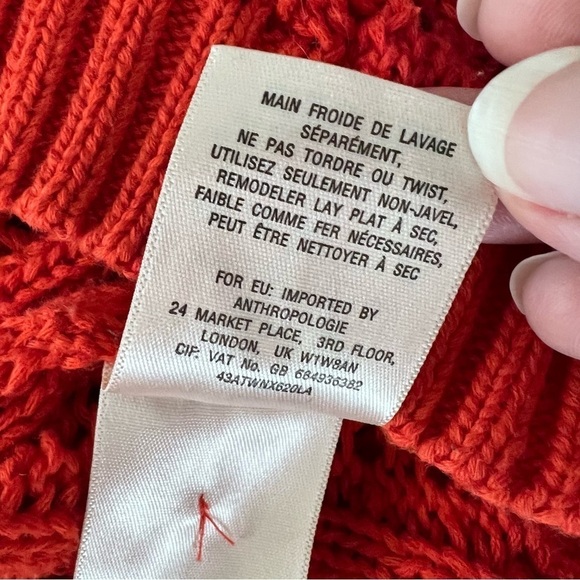 MAIN FROIDE DE LAVAGE
SÉPARÉMENT,
NE PAS TORDRE OU TWIST,
UTILISEZ SEULEMENT NON-JAVEL,
REMODELER LAY PLAT À SEC,
FAIBLE COMME FER NÉCESSAIRES,
PEUT ÊTRE NETTOYER À SEC
FOR EU: IMPORTED BY
ANTHROPOLOGIE
24 MARKET PLACE, 3RD FLOOR,
LONDON, UK W1W8AN
CIF: VAT No. GB 684936382
43ATWNX620LA